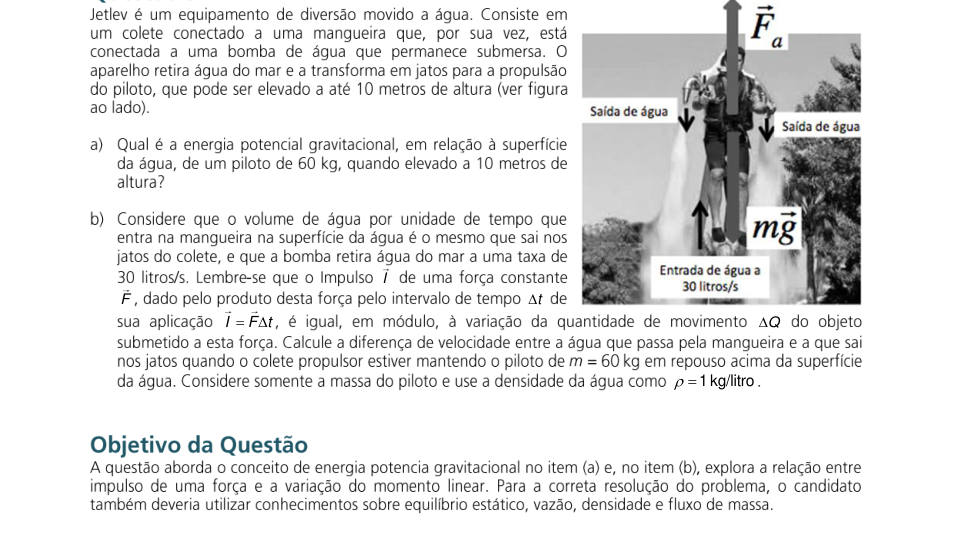 Jetlev é um equipamento de diversão movido a água. Consiste em
um colete conectado a uma mangueira que, por sua vez, está
conectada a uma bomba de água que permanece submersa. O
aparelho retira água do mar e a transforma em jatos para a propulsão
do piloto, que pode ser elevado a até 10 metros de altura (ver figura
ao lado).
a) Qual é a energia potencial gravitacional, em relação à superfície
da água, de um piloto de 60 kg, quando elevado a 10 metros de
altura?
b) Considere que o volume de água por unidade de tempo que
entra na mangueira na superfície da água é o mesmo que sai nos
jatos do colete, e que a bomba retira água do mar a uma taxa de
30 litros/s. Lembre-se que o Impulso I⃗ de uma força constante
F⃗, dado pelo produto desta força pelo intervalo de tempo Δt de
sua aplicação I⃗ = F⃗Δt, é igual, em módulo, à variação da quantidade de movimento ΔQ do objeto
submetido a esta força. Calcule a diferença de velocidade entre a água que passa pela mangueira e a que sai
nos jatos quando o colete propulsor estiver mantendo o piloto de m = 60 kg em repouso acima da superfície
da água. Considere somente a massa do piloto e use a densidade da água como ρ = 1 kg/litro.
F⃗a
Saída de água
Saída de água
mg⃗
Entrada de água a
30 litros/s
Objetivo da Questão
A questão aborda o conceito de energia potencia gravitacional no item (a) e, no item (b), explora a relação entre
impulso de uma força e a variação do momento linear. Para a correta resolução do problema, o candidato
também deveria utilizar conhecimentos sobre equilíbrio estático, vazão, densidade e fluxo de massa.